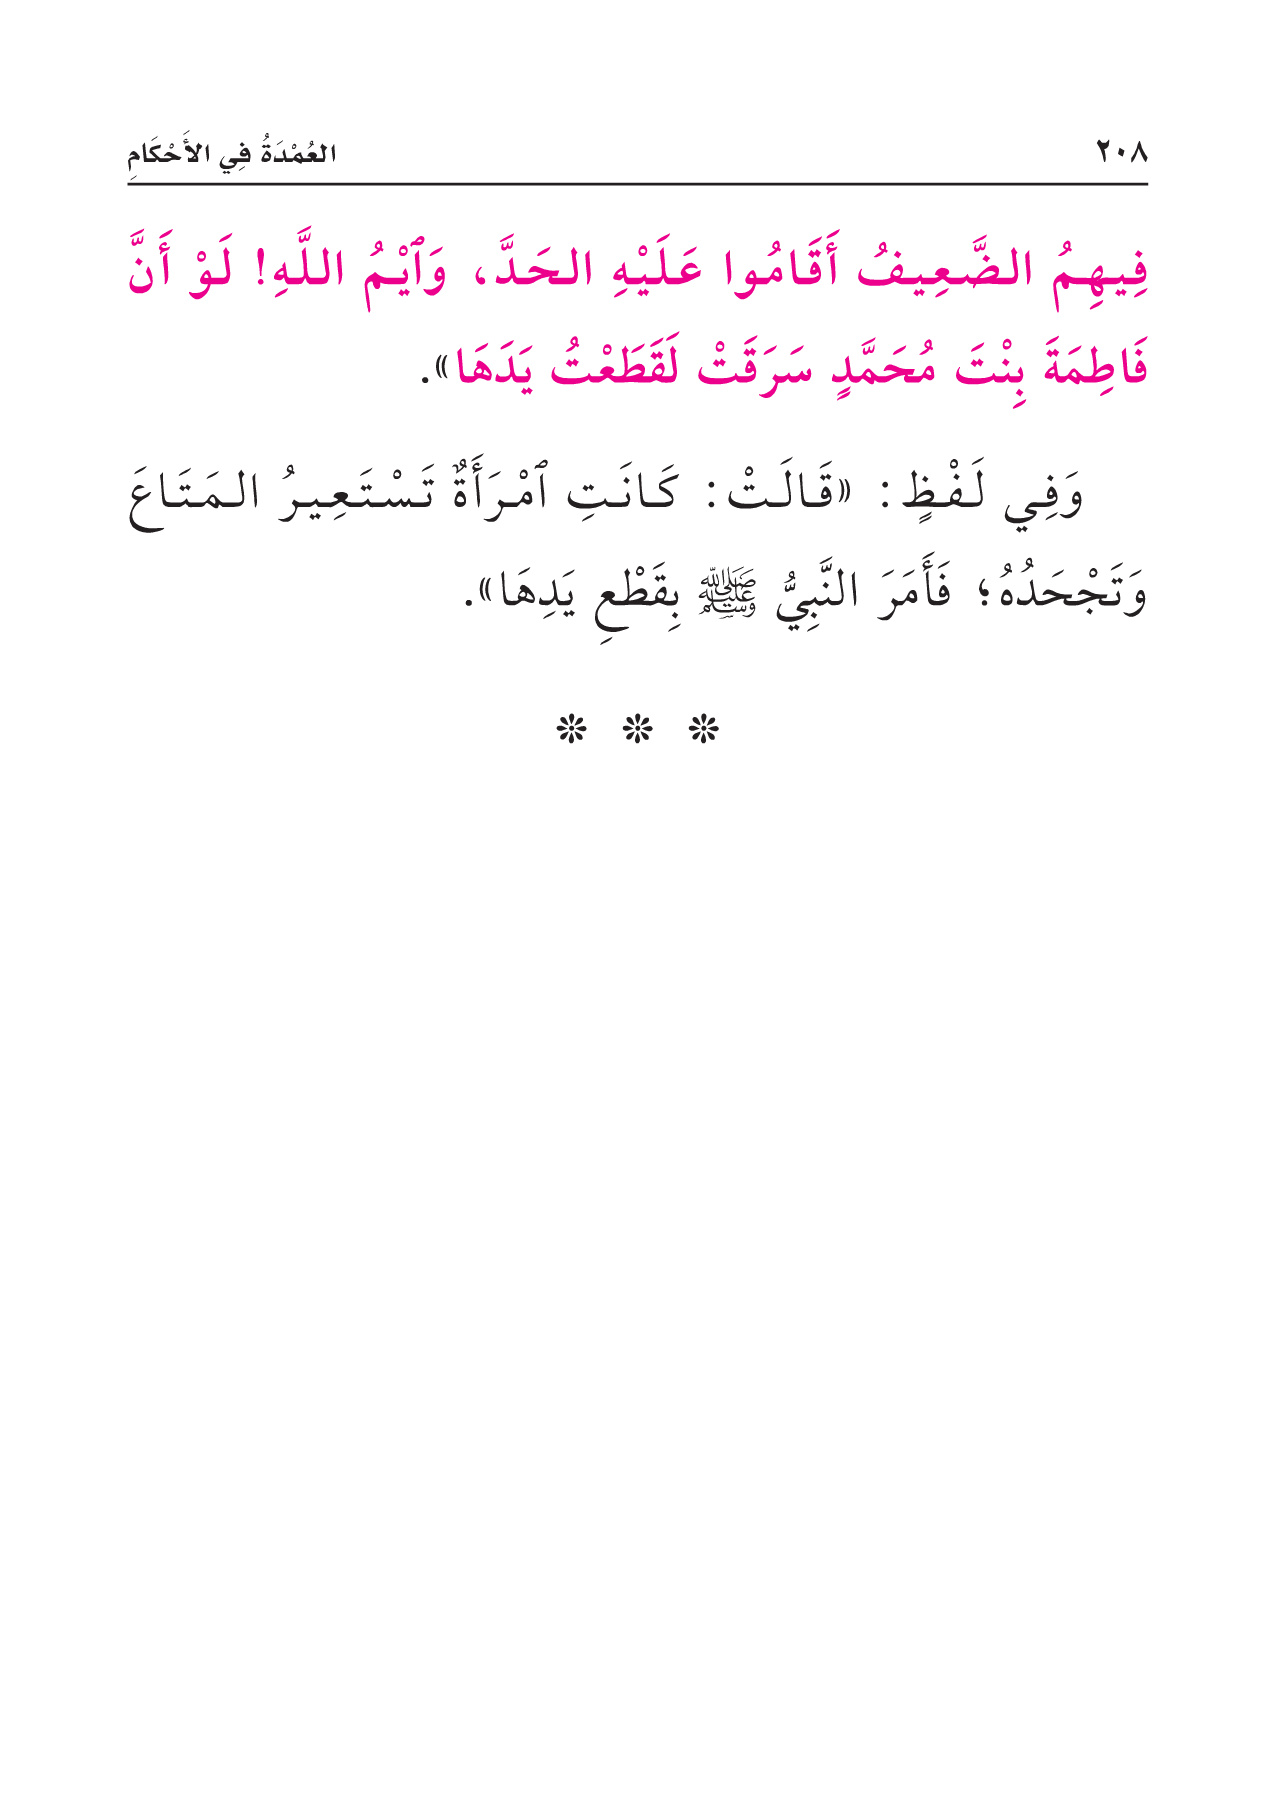 ٢٠٨ العُمْدَةُ فِي الأَحْكَامِ
فِيهِمُ الضَّعِيفُ أَقَامُوا عَلَيْهِ الحَدَّ، وَٱيْمُ اللَّهِ! لَوْ أَنَّ
فَاطِمَةَ بِنْتَ مُحَمَّدٍ سَرَقَتْ لَقَطَعْتُ يَدَهَا».
وَفِي لَفْظٍ: «قَالَتْ: كَانَتِ ٱمْرَأَةٌ تَسْتَعِيرُ المَتَاعَ
وَتَجْحَدُهُ؛ فَأَمَرَ النَّبِيُّ ﷺ بِقَطْعِ يَدِهَا».